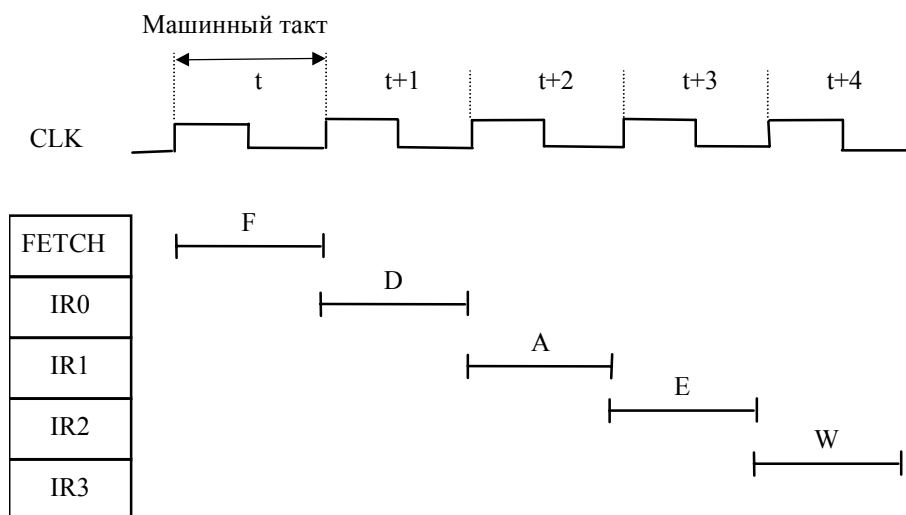 Машинный такт
t t+1 t+2 t+3 t+4
CLK
FETCH F
IR0 D
IR1 A
IR2 E
IR3 W